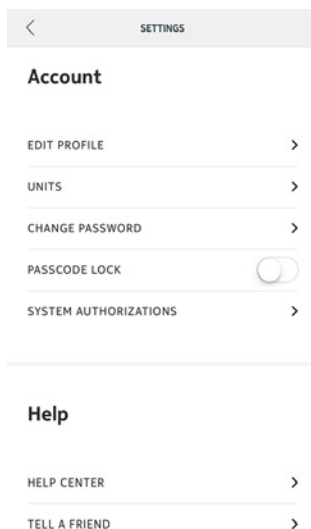 SETTINGS
Account
EDIT PROFILE
UNITS
CHANGE PASSWORD
PASSCODE LOCK
SYSTEM AUTHORIZATIONS
Help
HELP CENTER
TELL A FRIEND